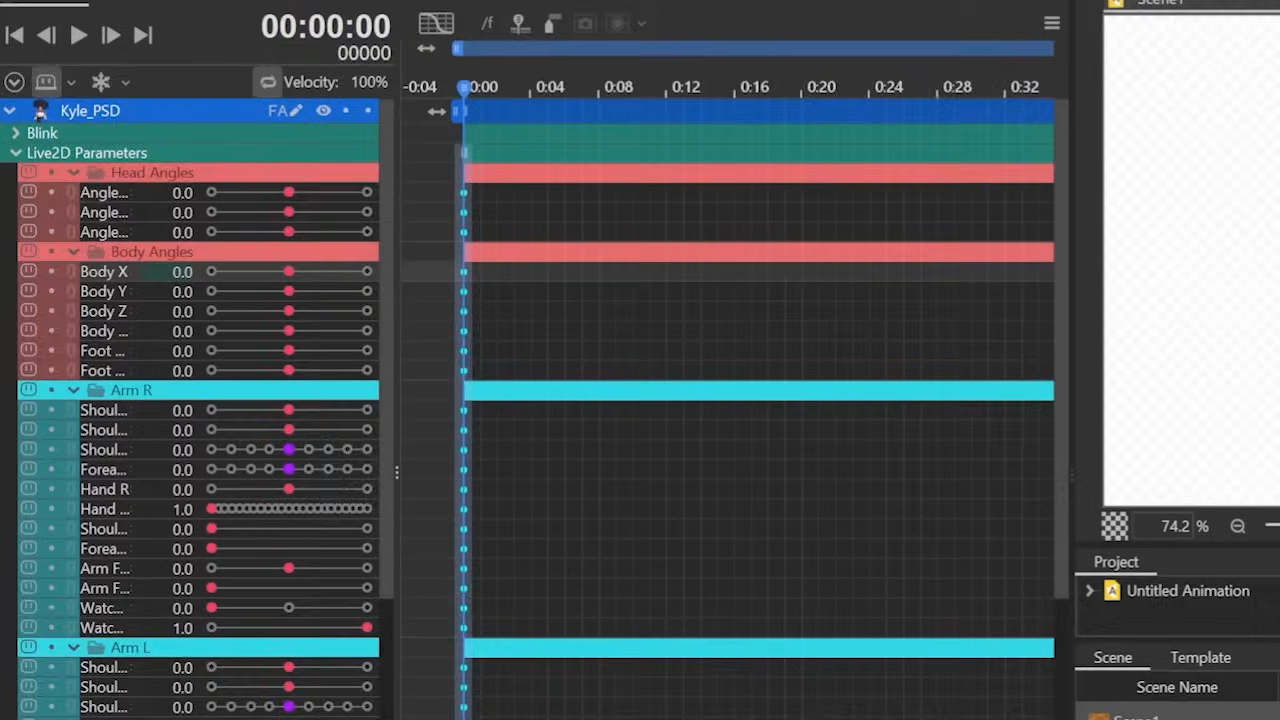 00:00:00
00000
Velocity: 100%
-0:04 0:00 0:04 0:08 0:12 0:16 0:20 0:24 0:28 0:32
Kyle_PSD FA
Blink
Live2D Parameters
Head Angles
Angle... 0.0
Angle... 0.0
Angle... 0.0
Body Angles
Body X 0.0
Body Y 0.0
Body Z 0.0
Body ... 0.0
Foot ... 0.0
Foot ... 0.0
Arm R
Shoul... 0.0
Shoul... 0.0
Shoul... 0.0
Forea... 0.0
Hand R 0.0
Hand ... 1.0
Shoul... 0.0
Forea... 0.0
Arm F... 0.0
Arm F... 0.0
Watc... 0.0
Watc... 1.0
Arm L
Shoul... 0.0
Shoul... 0.0
Shoul... 0.0
74.2 %
Project
Untitled Animation
Scene Template
Scene Name
Scene1